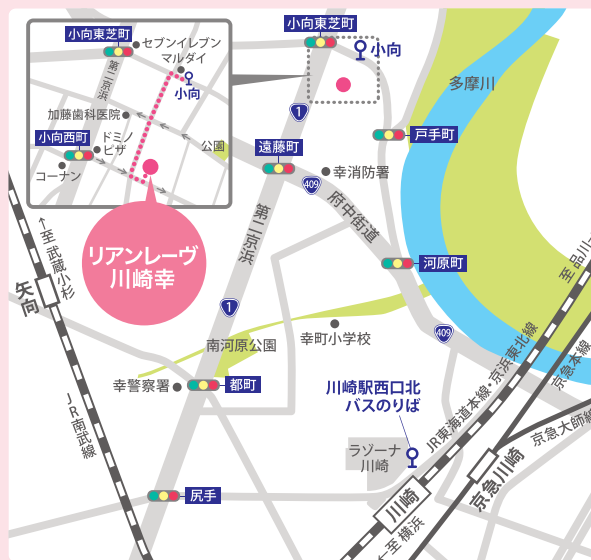 小向東芝町
セブンイレブン
マルダイ
小向
第二京浜
加藤歯科医院
小向西町
ドミノ
ピザ
公園
コーナン
リアンレーヴ
川崎幸
小向東芝町
小向
多摩川
1
戸手町
遠藤町
幸消防署
409
府中街道
第二京浜
河原町
至品川→
←至武蔵小杉
矢向
1
409
南河原公園
幸町小学校
JR東海道本線・京浜東北線
京急本線
幸警察署
都町
川崎駅西口北
バスのりば
JR南武線
京急大師線
ラゾーナ
川崎
京急川崎
尻手
川崎
←至横浜